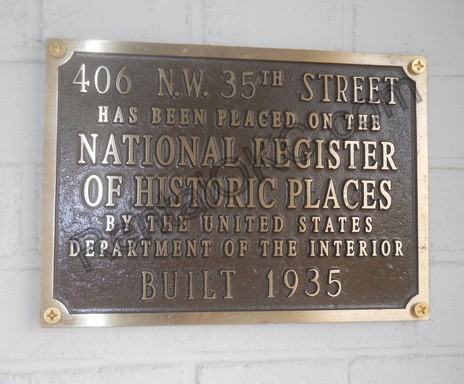 406 N.W. 35TH STREET
HAS BEEN PLACED ON THE
NATIONAL REGISTER
OF HISTORIC PLACES
BY THE UNITED STATES
DEPARTMENT OF THE INTERIOR
BUILT 1935